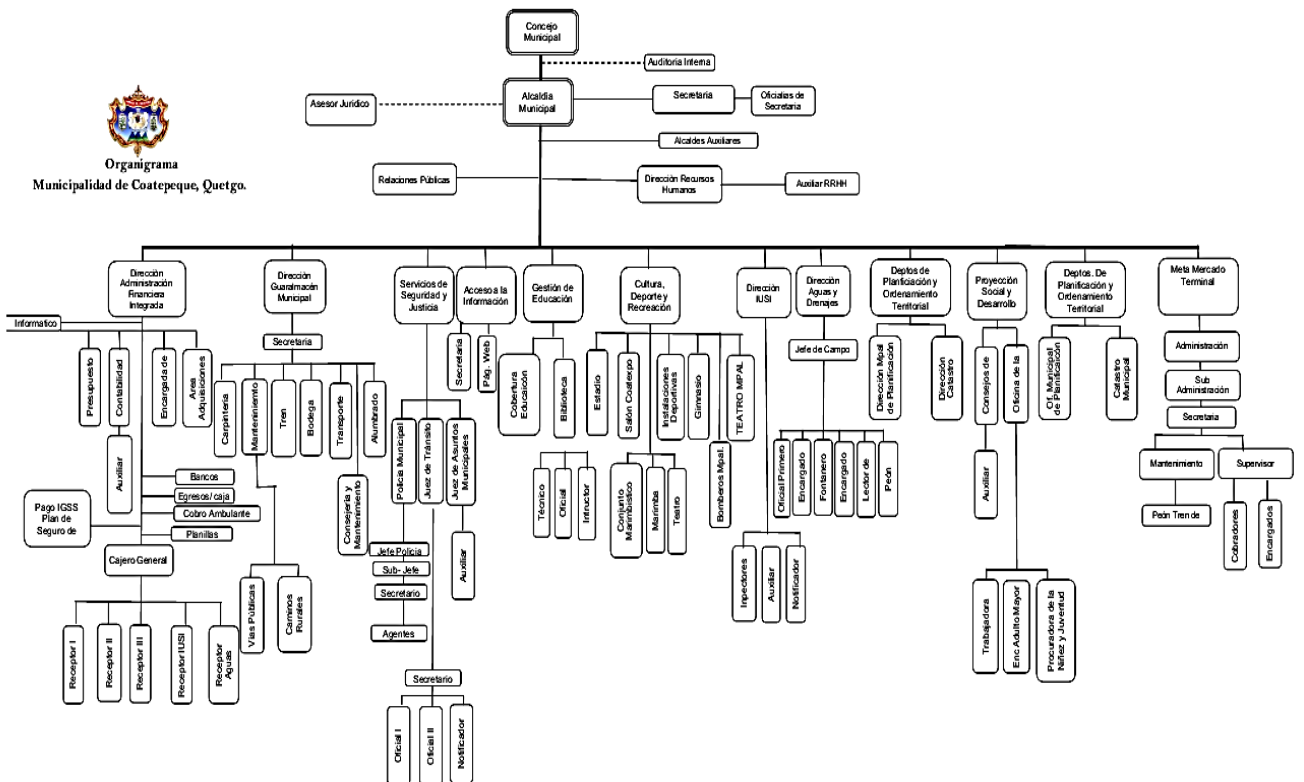 Concejo
Municipal
Auditoria Interna
Asesor Jurídico
Alcaldía
Municipal
Secretaria
Oficialias de
Secretaria
Organigrama
Municipalidad de Coatepeque, Quetgo.
Alcaldes Auxiliares
Relaciones Públicas
Dirección Recursos
Humanos
Auxiliar RRHH
Dirección
Administración
Financiera
Integrada
Dirección
Guaralmacén
Municipal
Servicios de
Seguridad y
Justicia
Acceso a la
Información
Gestión de
Educación
Cultura,
Deporte y
Recreación
Dirección
IUSI
Dirección
Aguas y
Drenajes
Deptos de
Planficiación y
Ordenamiento
Territorial
Proyección
Social y
Desarrollo
Deptos. De
Planificación y
Ordenamiento
Territorial
Meta Mercado
Terminal
Informatico
Presupuesto
Contabilidad
Encargada de
Area
Adquisiciones
Auxiliar
Bancos
Egresos/ caja
Cobro Ambulante
Planillas
Pago IGSS
Plan de
Seguro de
Cajero General
Receptor I
Receptor II
Receptor III
Receptor IUSI
Receptor
Aguas
Secretaria
Carpinteria
Mantenimiemto
Tren
Bodega
Transporte
Alumbrado
Consejería y
Mantenimiento
Vías Públicas
Caminos
Rurales
Policia Municipal
Juez de Tránsito
Juez de Asuntos
Municipales
Jefe Policia
Sub- Jefe
Secretario
Agentes
Auxiliar
Secretario
Oficial I
Oficial II
Notificador
Secretaria
Pág. Web
Cobertura
Educaicón
Biblioteca
Técnico
Oficial
Intructor
Estadio
Salón Coatexpo
Instalaciones
Deportivas
Gimnasio
TEATRO MPAL
Bomberos Mpal.
Conjunto
Marimbistico
Marimba
Teatro
Inpectores
Auxiliar
Notificador
Jefe de Campo
Oficial Primero
Encargado
Fontanero
Encargado
Lector de
Peón
Dirección Mpal
de Planificación
Dirección
Catastro
Consejos de
Oficina de la
Auxiliar
Trabajadora
Enc Adulto Mayor
Procuradora de la
Niñez y Juventud
Of. Municipal
de Planificaicón
Catastro
Municipal
Administración
Sub
Administración
Secretaria
Mantenimiento
Supervisor
Peón Tren de
Cobradores
Encargados